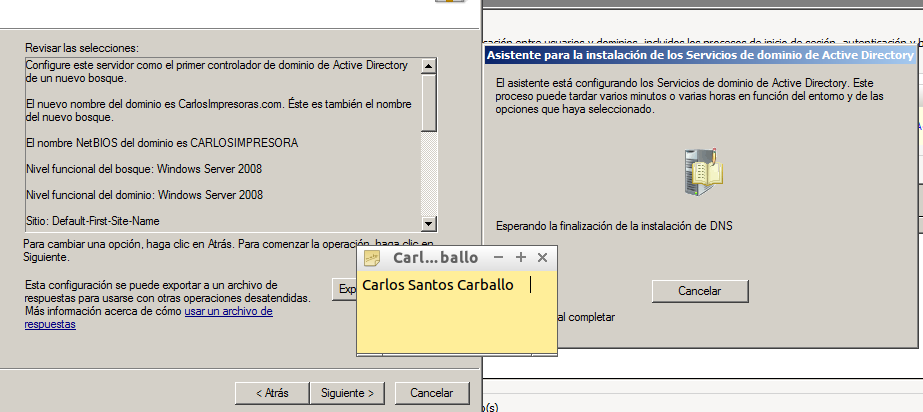 Revisar las selecciones:
Configure este servidor como el primer controlador de dominio de Active Directory
de un nuevo bosque.
El nuevo nombre del dominio es CarlosImpresoras.com. Éste es también el nombre
del nuevo bosque.
El nombre NetBIOS del dominio es CARLOSIMPRESORA
Nivel funcional del bosque: Windows Server 2008
Nivel funcional del dominio: Windows Server 2008
Sitio: Default-First-Site-Name
Para cambiar una opción, haga clic en Atrás. Para comenzar la operación, haga clic en
Siguiente.
Esta configuración se puede exportar a un archivo de
respuestas para usarse con otras operaciones desatendidas.
Más información acerca de cómo usar un archivo de
respuestas
Exp
< Atrás
Siguiente >
Cancelar
Carl...ballo
Carlos Santos Carballo
entre usuarios y dominios, incluidos los procesos de inicio de sesión, autenticación y
Asistente para la instalación de los Servicios de dominio de Active Directory
El asistente está configurando los Servicios de dominio de Active Directory. Este
proceso puede tardar varios minutos o varias horas en función del entorno y de las
opciones que haya seleccionado.
Esperando la finalización de la instalación de DNS
Cancelar
al completar
o(s)